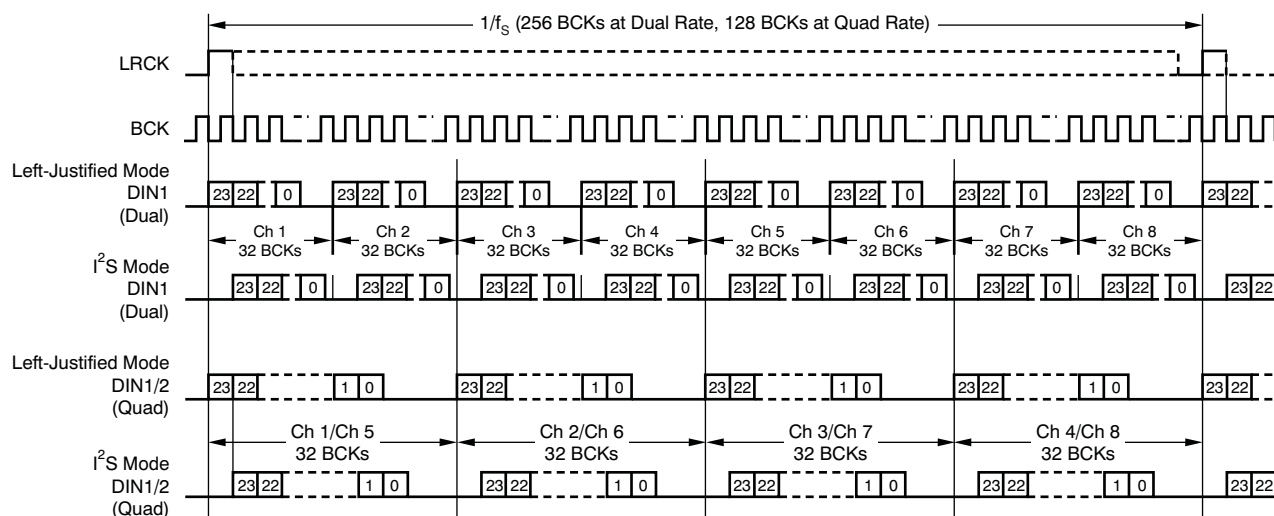 1/fS (256 BCKs at Dual Rate, 128 BCKs at Quad Rate)
LRCK
BCK
Left-Justified Mode
DIN1
(Dual)
23 22 0 23 22 0 23 22 0 23 22 0 23 22 0 23 22 0 23 22 0 23 22 0 23 22
Ch 1 Ch 2 Ch 3 Ch 4 Ch 5 Ch 6 Ch 7 Ch 8
32 BCKs 32 BCKs 32 BCKs 32 BCKs 32 BCKs 32 BCKs 32 BCKs 32 BCKs
I2S Mode
DIN1
(Dual)
23 22 0 23 22 0 23 22 0 23 22 0 23 22 0 23 22 0 23 22 0 23 22 0 23 22
Left-Justified Mode
DIN1/2
(Quad)
23 22 1 0 23 22 1 0 23 22 1 0 23 22 1 0 23 22
Ch 1/Ch 5 Ch 2/Ch 6 Ch 3/Ch 7 Ch 4/Ch 8
32 BCKs 32 BCKs 32 BCKs 32 BCKs
I2S Mode
DIN1/2
(Quad)
23 22 1 0 23 22 1 0 23 22 1 0 23 22 1 0 23 22